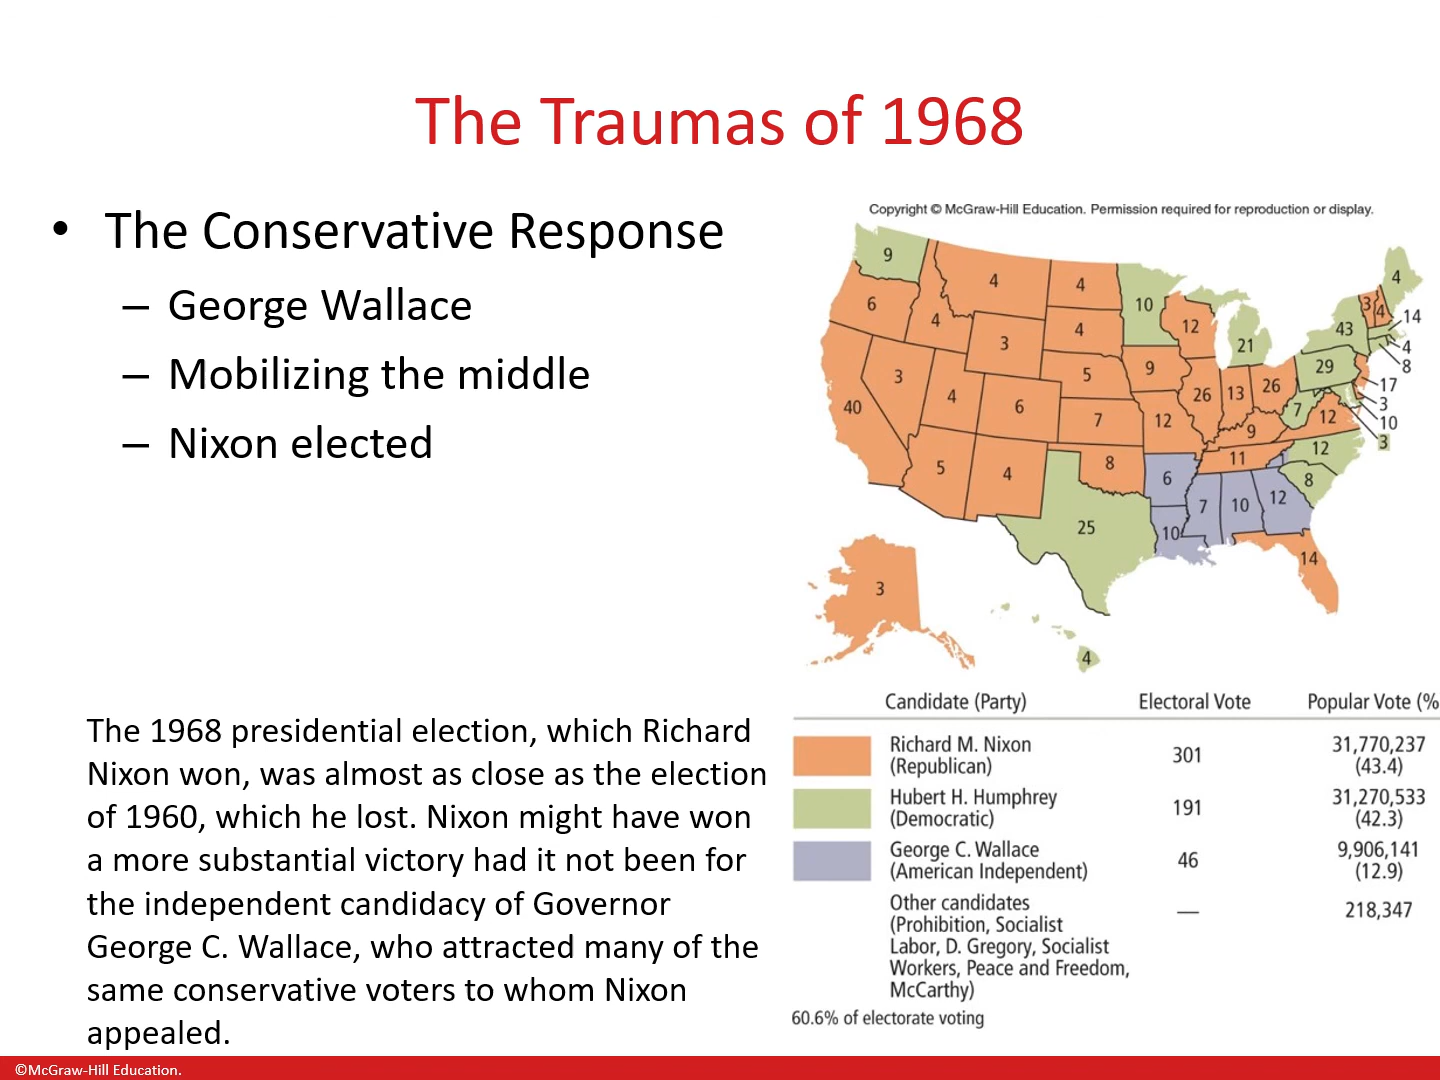 The Traumas of 1968
• The Conservative Response
– George Wallace
– Mobilizing the middle
– Nixon elected
The 1968 presidential election, which Richard
Nixon won, was almost as close as the election
of 1960, which he lost. Nixon might have won
a more substantial victory had it not been for
the independent candidacy of Governor
George C. Wallace, who attracted many of the
same conservative voters to whom Nixon
appealed.
Copyright © McGraw-Hill Education. Permission required for reproduction or display.
9
6
4
4
4
3
4
5
3
4
6
7
40
5
4
8
25
10
12
9
12
26
13
26
21
9
11
6
10
7
10
12
14
8
12
12
7
29
43
3
4
4
14
4
8
17
3
10
3
3
4
Candidate (Party) Electoral Vote Popular Vote (%
Richard M. Nixon
(Republican)
301
31,770,237
(43.4)
Hubert H. Humphrey
(Democratic)
191
31,270,533
(42.3)
George C. Wallace
(American Independent)
46
9,906,141
(12.9)
Other candidates
(Prohibition, Socialist
Labor, D. Gregory, Socialist
Workers, Peace and Freedom,
McCarthy)
—
218,347
60.6% of electorate voting
©McGraw-Hill Education.